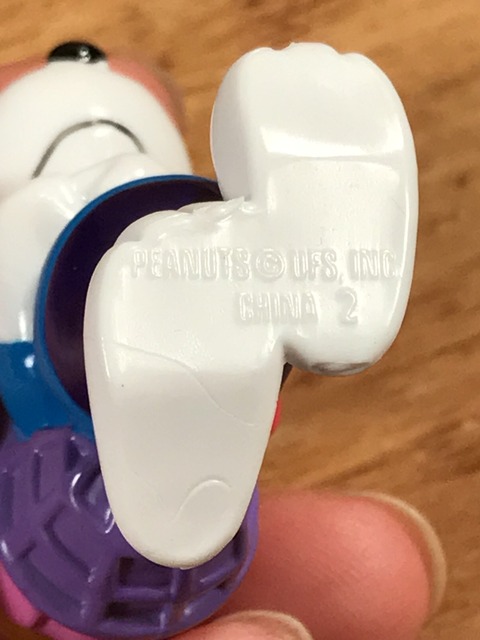 PEANUTS © UFS, INC.
CHINA 2